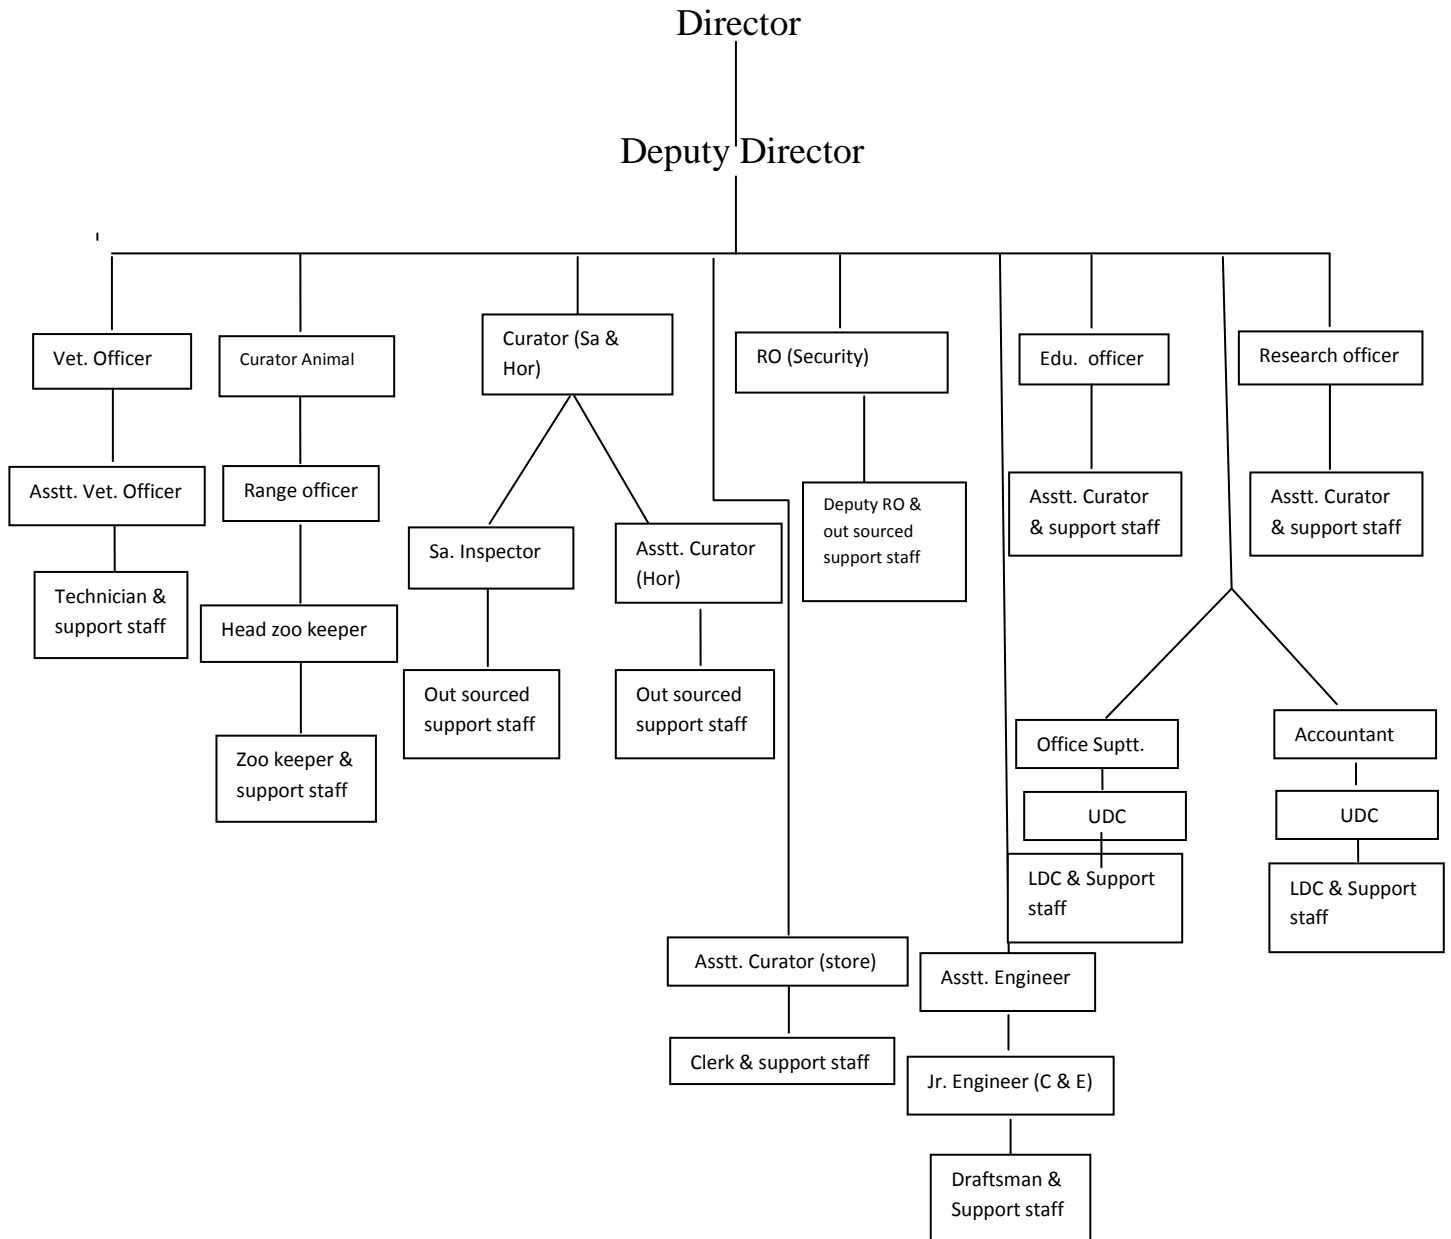 Director
Deputy Director
Vet. Officer
Curator Animal
Curator (Sa &
Hor)
RO (Security)
Edu. officer
Research officer
Asstt. Vet. Officer
Range officer
Sa. Inspector
Asstt. Curator
(Hor)
Deputy RO &
out sourced
support staff
Asstt. Curator
& support staff
Asstt. Curator
& support staff
Technician &
support staff
Head zoo keeper
Out sourced
support staff
Out sourced
support staff
Zoo keeper &
support staff
Office Suptt.
Accountant
UDC
UDC
LDC & Support
staff
LDC & Support
staff
Asstt. Curator (store)
Asstt. Engineer
Clerk & support staff
Jr. Engineer (C & E)
Draftsman &
Support staff